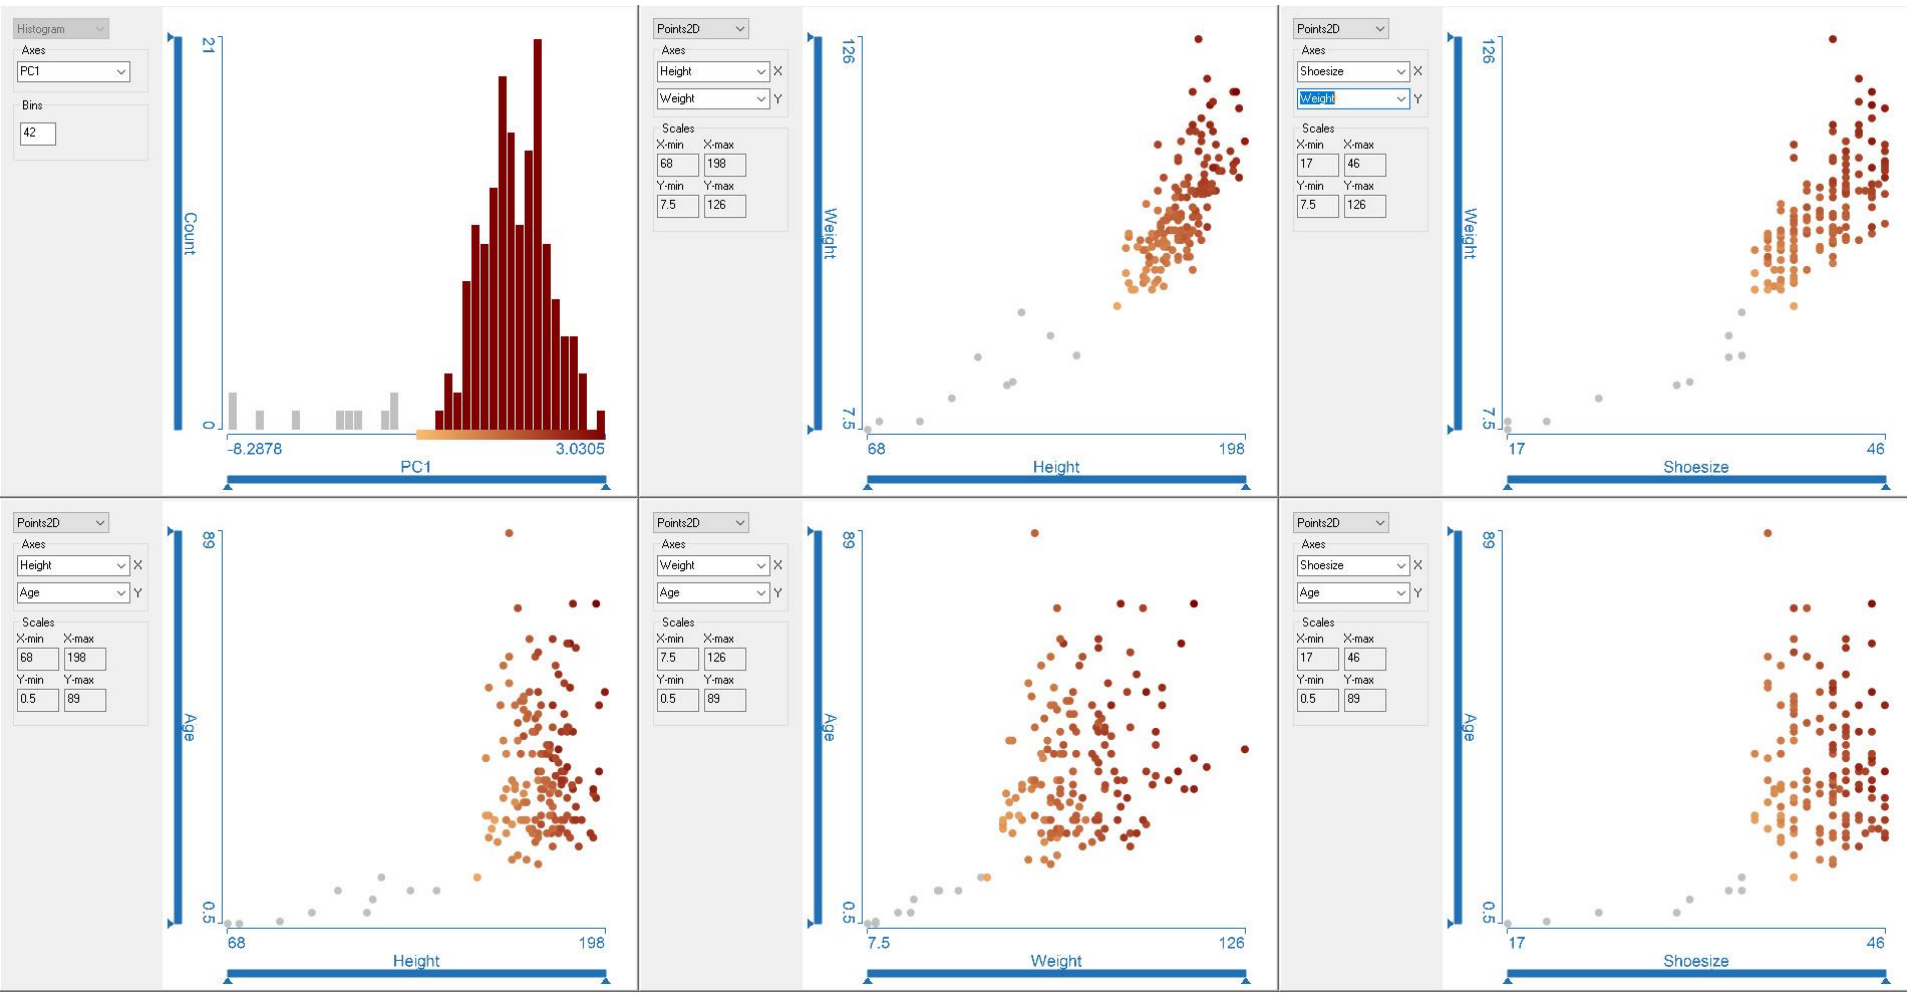 Histogram
Axes
PC1
Bins
42
21
Count
0
-8.2878 3.0305
PC1
Points2D
Axes
Height X
Weight Y
Scales
X-min X-max
68 198
Y-min Y-max
7.5 126
126
Weight
7.5
68 198
Height
Points2D
Axes
Shoesize X
Weight Y
Scales
X-min X-max
17 46
Y-min Y-max
7.5 126
126
Weight
7.5
17 46
Shoesize
Points2D
Axes
Height X
Age Y
Scales
X-min X-max
68 198
Y-min Y-max
0.5 89
89
Age
0.5
68 198
Height
Points2D
Axes
Weight X
Age Y
Scales
X-min X-max
7.5 126
Y-min Y-max
0.5 89
89
Age
0.5
7.5 126
Weight
Points2D
Axes
Shoesize X
Age Y
Scales
X-min X-max
17 46
Y-min Y-max
0.5 89
89
Age
0.5
17 46
Shoesize